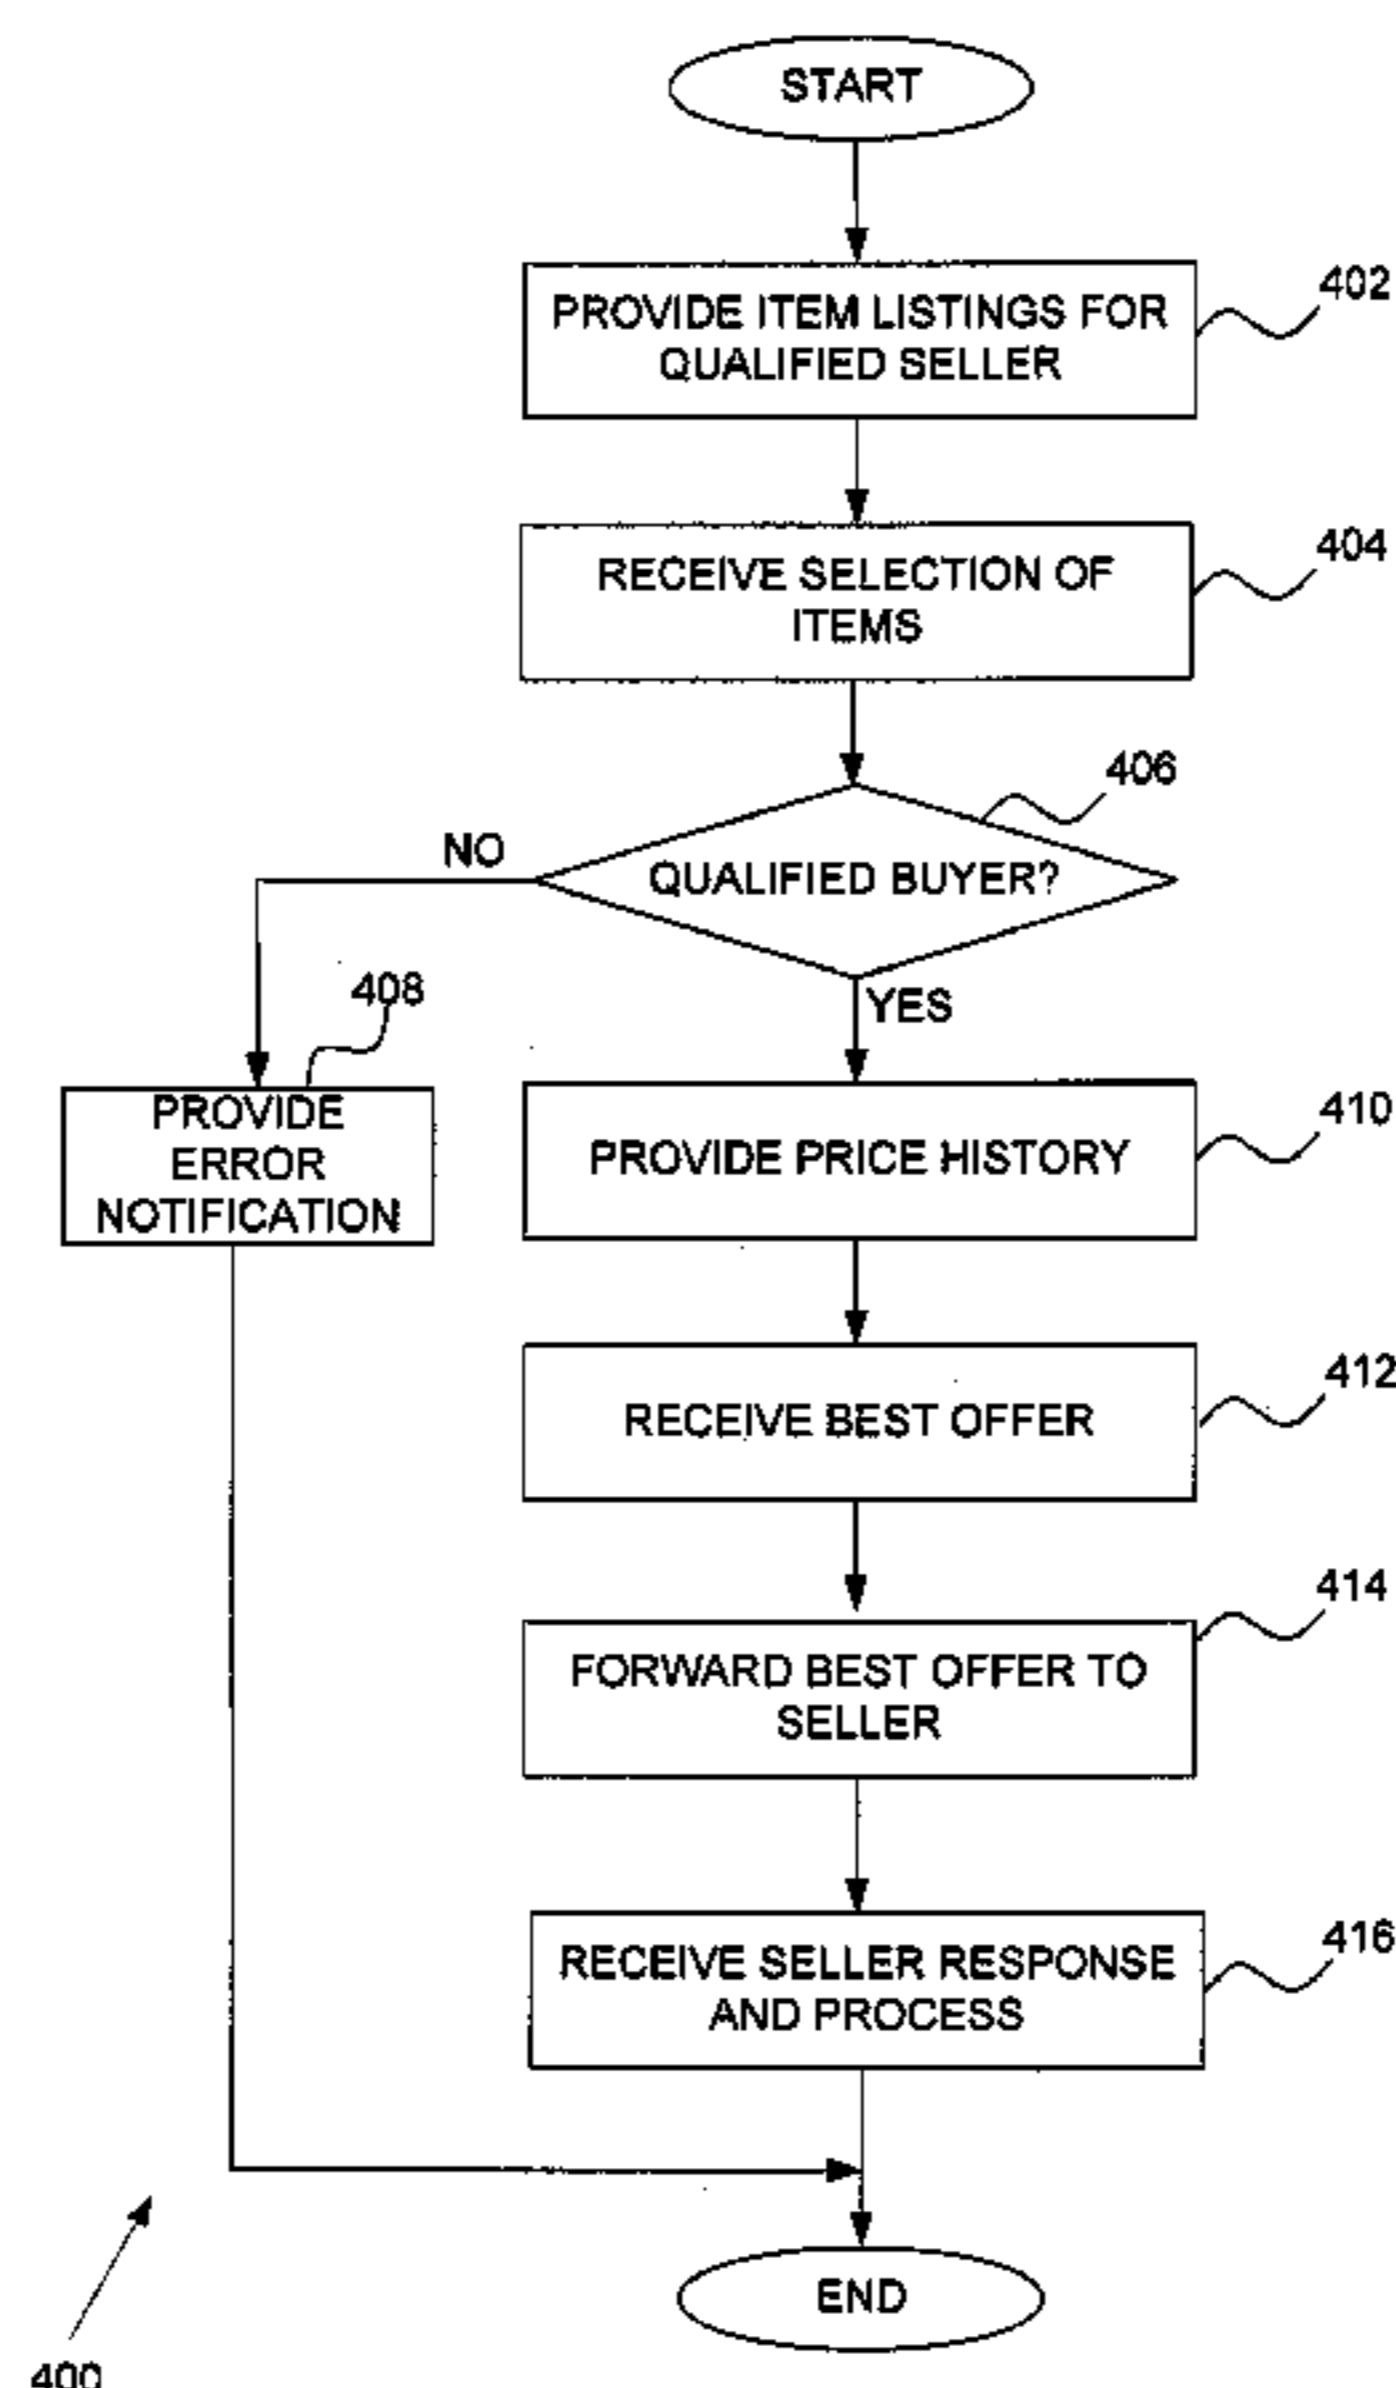 START
PROVIDE ITEM LISTINGS FOR
QUALIFIED SELLER
402
RECEIVE SELECTION OF
ITEMS
404
406
QUALIFIED BUYER?
NO
YES
408
PROVIDE
ERROR
NOTIFICATION
PROVIDE PRICE HISTORY
410
RECEIVE BEST OFFER
412
FORWARD BEST OFFER TO
SELLER
414
RECEIVE SELLER RESPONSE
AND PROCESS
416
END
400